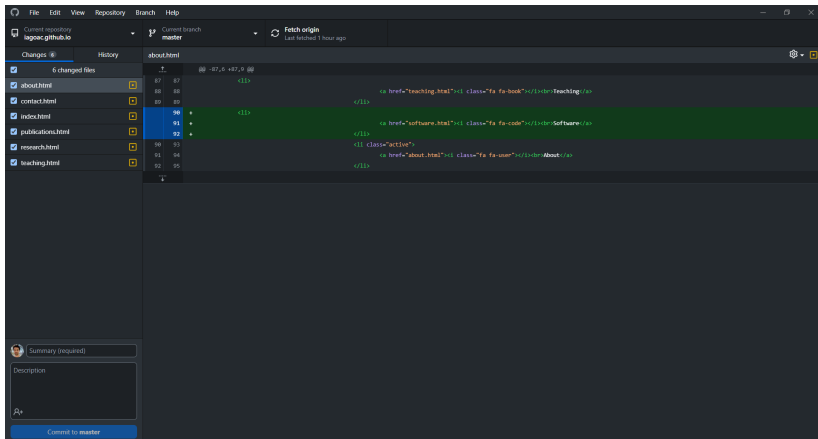 File Edit View Repository Branch Help
Current repository
iagoac.github.io
Current branch
master
Fetch origin
Last fetched 1 hour ago
Changes 6
History
about.html
6 changed files
about.html
contact.html
index.html
publications.html
research.html
teaching.html
@@ -87,6 +87,9 @@
87 87 <li>
88 88 <a href="teaching.html"><i class="fa fa-book"></i><br>Teaching</a>
89 89 </li>
90 + <li>
91 + <a href="software.html"><i class="fa fa-code"></i><br>Software</a>
92 + </li>
90 93 <li class="active">
91 94 <a href="about.html"><i class="fa fa-user"></i><br>About</a>
92 95 </li>
Summary (required)
Description
Commit to master